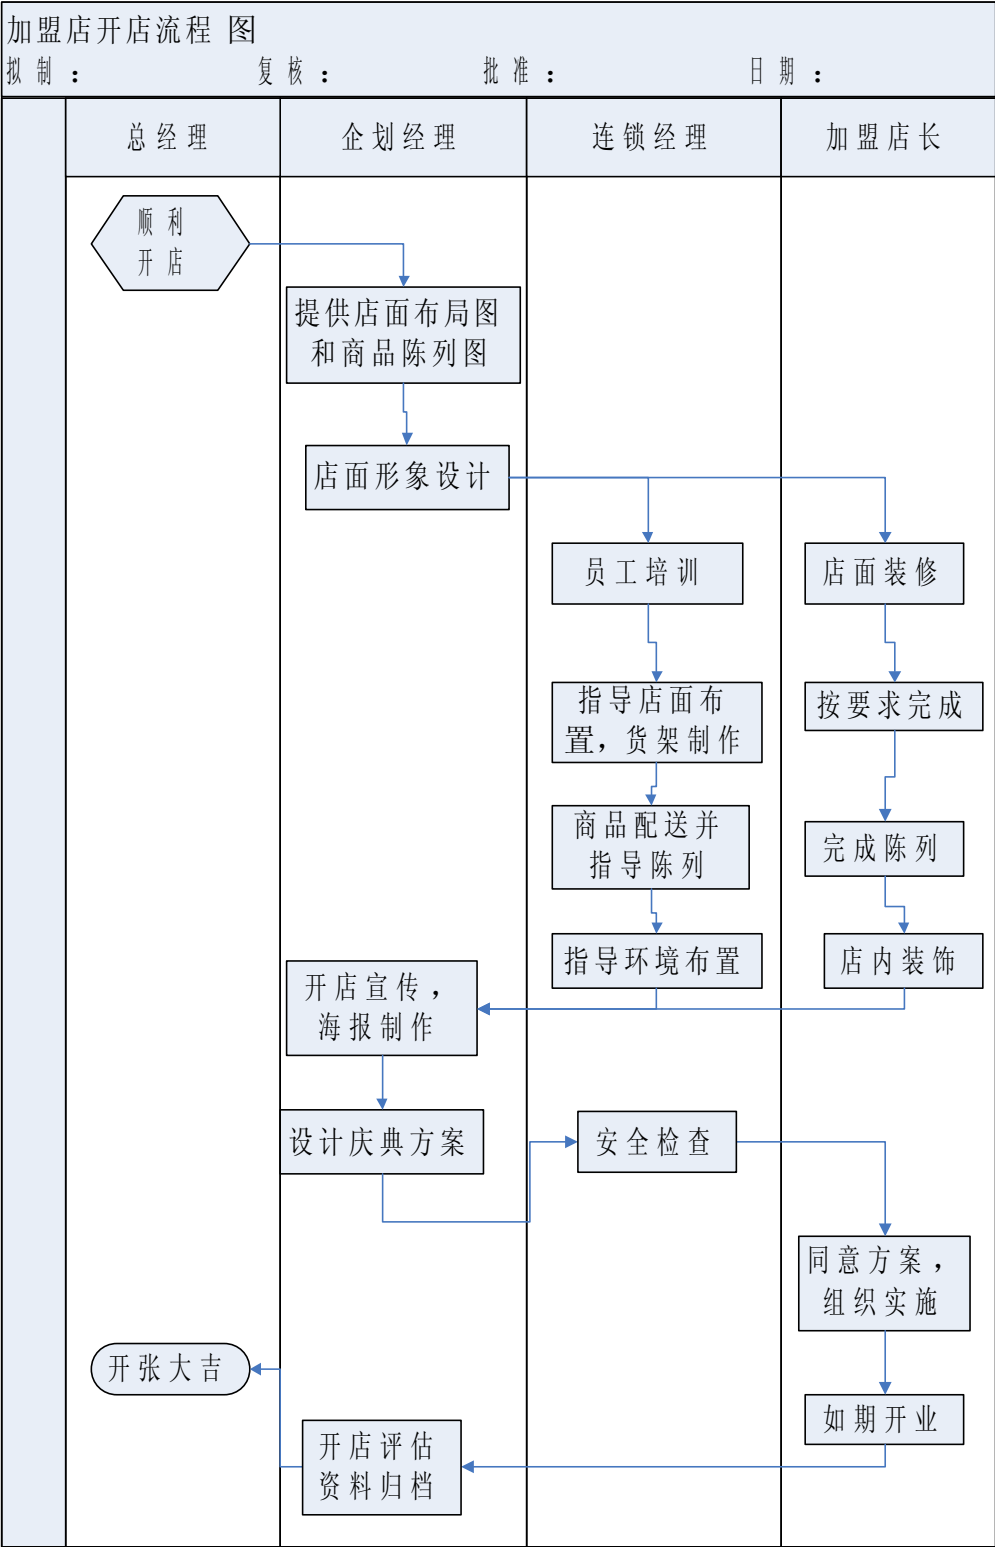 加盟店开店流程 图
拟制： 复核： 批准： 日期：
总经理 企划经理 连锁经理 加盟店长
顺利
开店
提供店面布局图
和商品陈列图
店面形象设计
员工培训
店面装修
指导店面布
置，货架制作
按要求完成
商品配送并
指导陈列
完成陈列
指导环境布置
店内装饰
开店宣传，
海报制作
设计庆典方案
安全检查
同意方案，
组织实施
开张大吉
如期开业
开店评估
资料归档